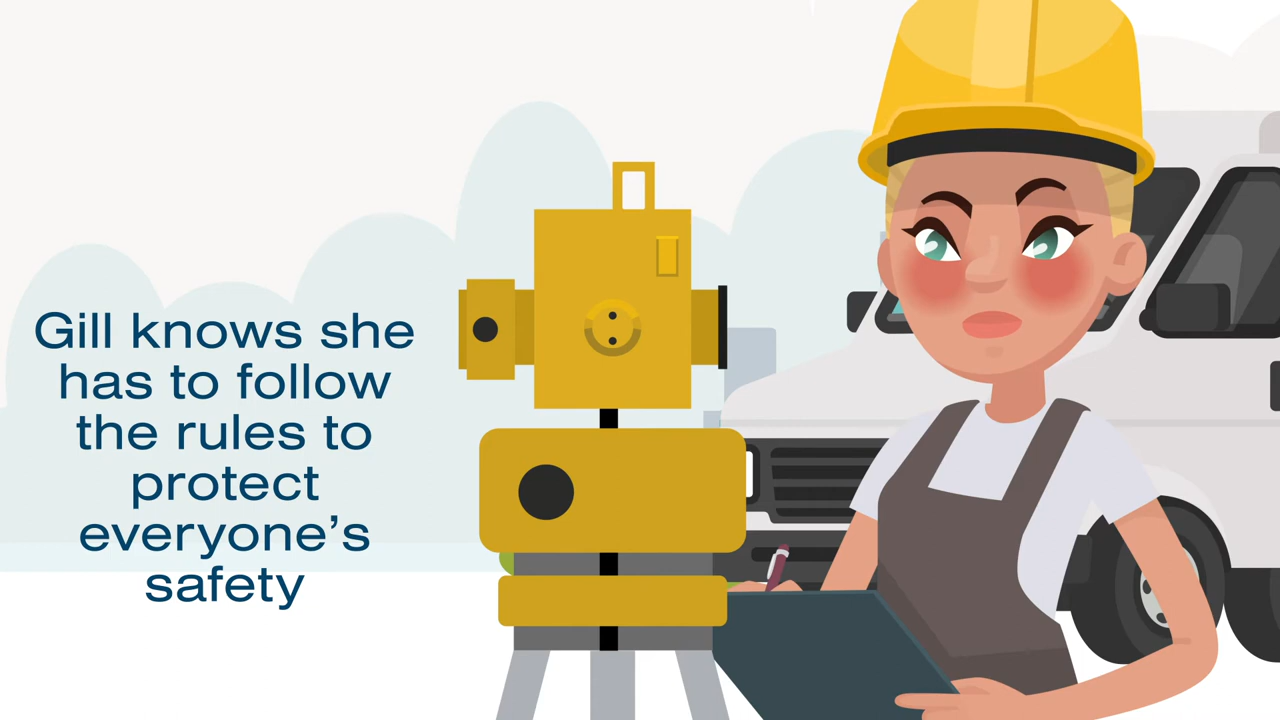 Gill knows she
has to follow
the rules to
protect
everyone’s
safety